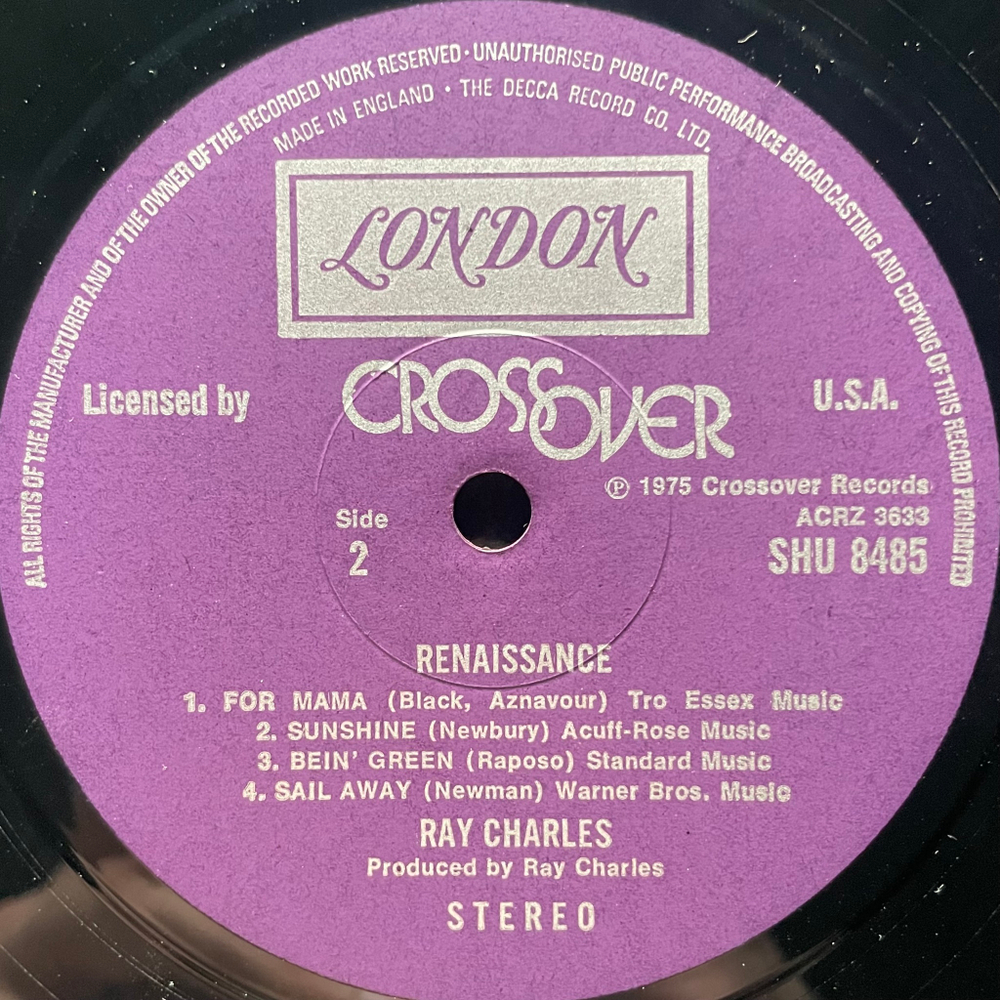 ALL RIGHTS OF THE MANUFACTURER AND OF THE OWNER OF THE RECORDED WORK RESERVED · UNAUTHORISED PUBLIC PERFORMANCE BROADCASTING AND COPYING OF THIS RECORD PROHIBITED
MADE IN ENGLAND · THE DECCA RECORD CO. LTD.
LONDON
Licensed by CROSSOVER U.S.A.
℗ 1975 Crossover Records
ACRZ 3633
Side
2
SHU 8485
RENAISSANCE
1. FOR MAMA (Black, Aznavour) Tro Essex Music
2. SUNSHINE (Newbury) Acuff-Rose Music
3. BEIN' GREEN (Raposo) Standard Music
4. SAIL AWAY (Newman) Warner Bros. Music
RAY CHARLES
Produced by Ray Charles
STEREO